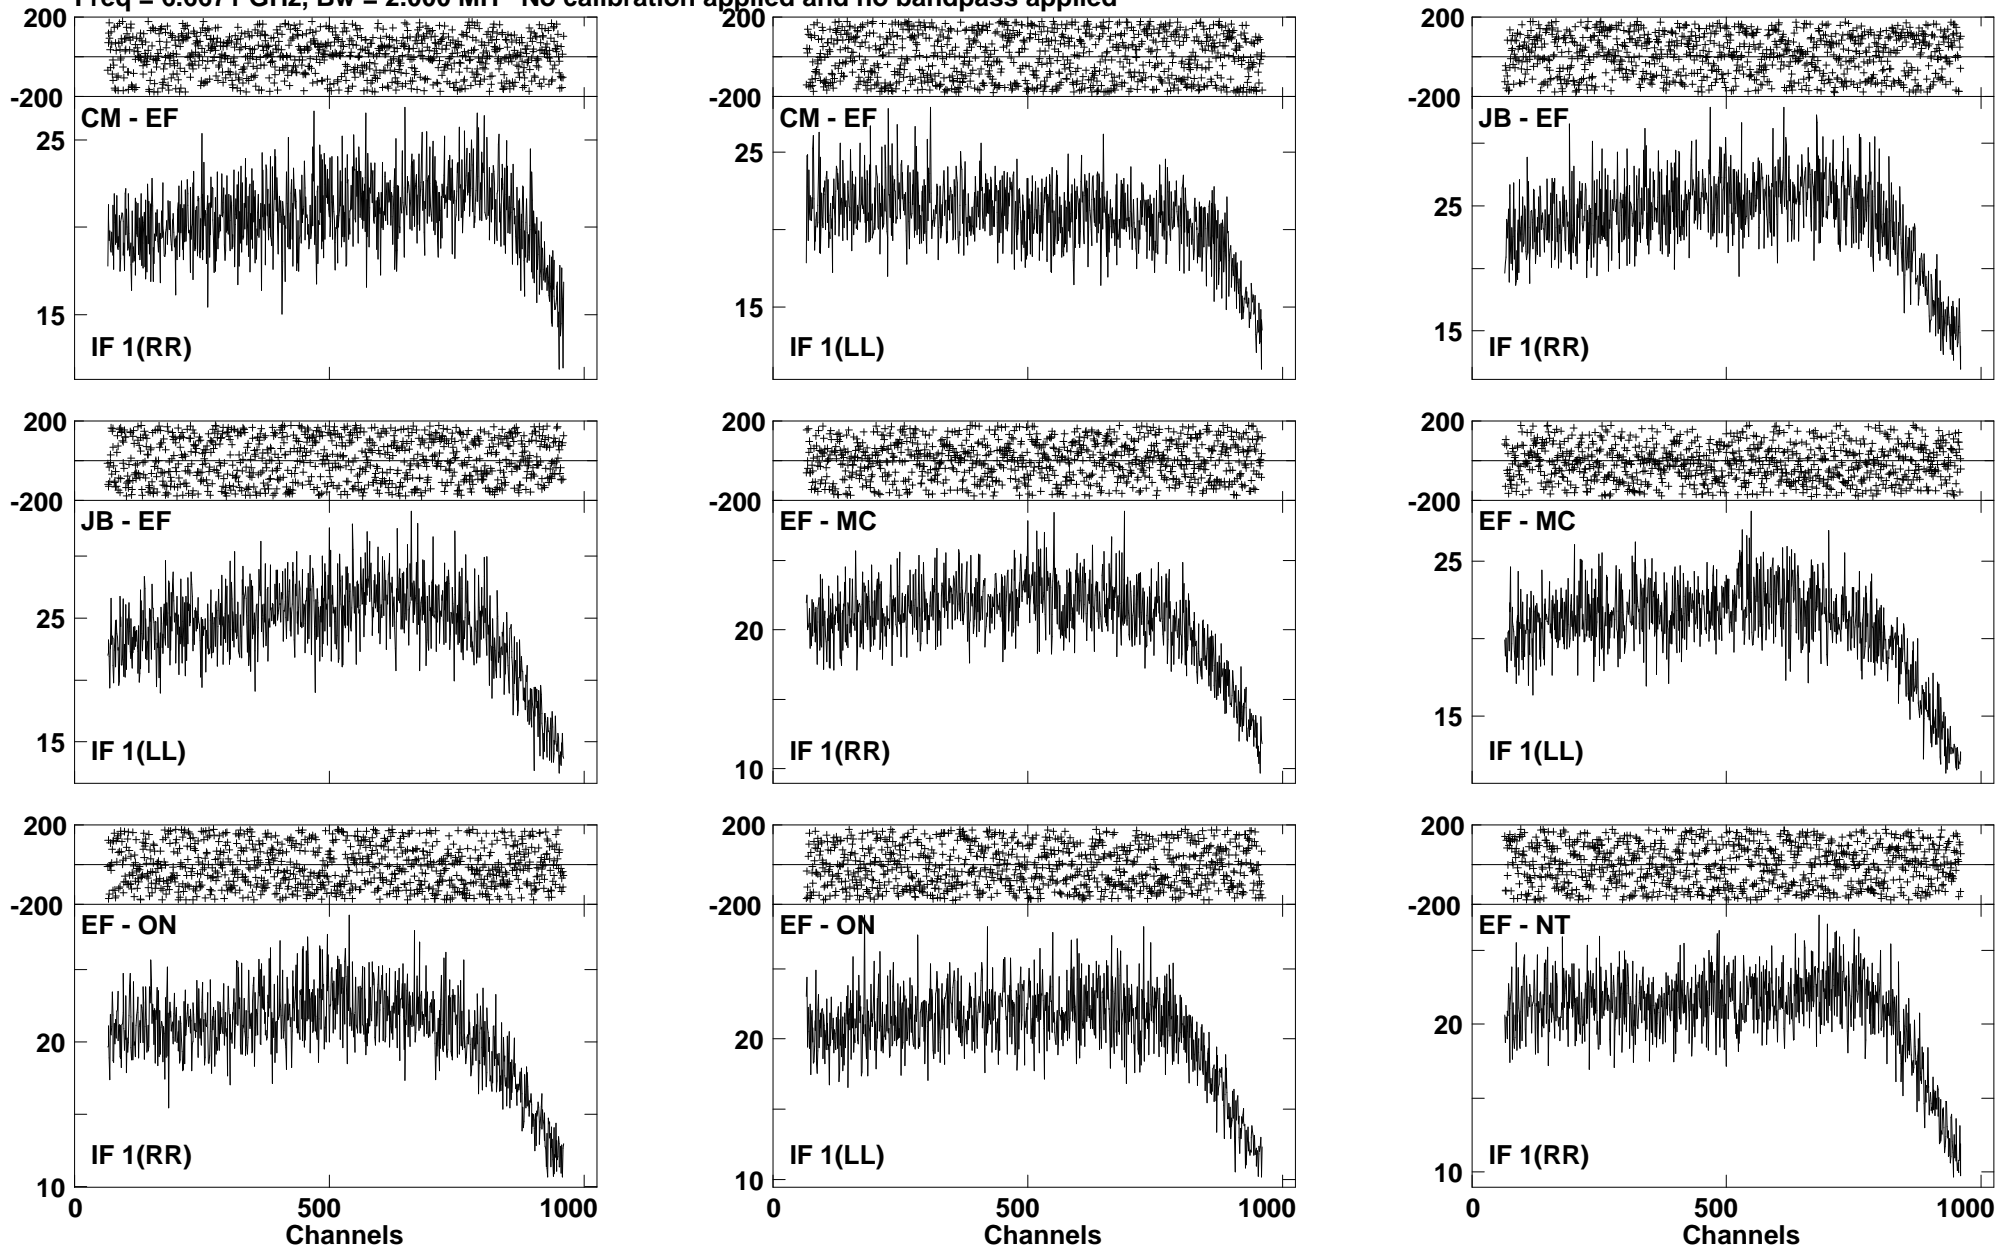 GHz, BW = 2.000 MH No calibration applied and no bandpass applied
200
-200
CM - EF
25
15
IF 1(RR)
200
-200
CM - EF
25
15
IF 1(LL)
200
-200
JB - EF
25
15
IF 1(RR)
200
-200
JB - EF
25
15
IF 1(LL)
200
-200
EF - MC
20
10
IF 1(RR)
200
-200
EF - MC
25
15
IF 1(LL)
200
-200
EF - ON
20
10
IF 1(RR)
0 500 1000
Channels
200
-200
EF - ON
20
10
IF 1(LL)
0 500 1000
Channels
200
-200
EF - NT
20
10
IF 1(RR)
0 500 1000
Channels